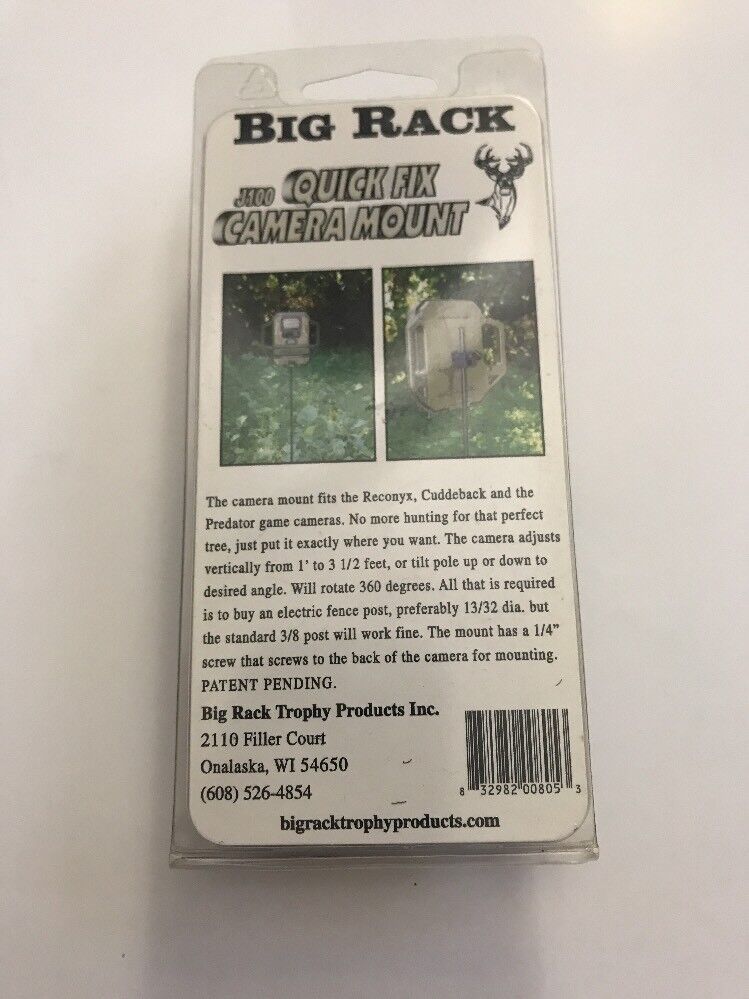 BIG RACK
J100 QUICK FIX
CAMERA MOUNT
The camera mount fits the Reconyx, Cuddeback and the
Predator game cameras. No more hunting for that perfect
tree, just put it exactly where you want. The camera adjusts
vertically from 1' to 3 1/2 feet, or tilt pole up or down to
desired angle. Will rotate 360 degrees. All that is required
is to buy an electric fence post, preferably 13/32 dia. but
the standard 3/8 post will work fine. The mount has a 1/4"
screw that screws to the back of the camera for mounting.
PATENT PENDING.
Big Rack Trophy Products Inc.
2110 Filler Court
Onalaska, WI 54650
(608) 526-4854
8 32982 00805 3
bigracktrophyproducts.com